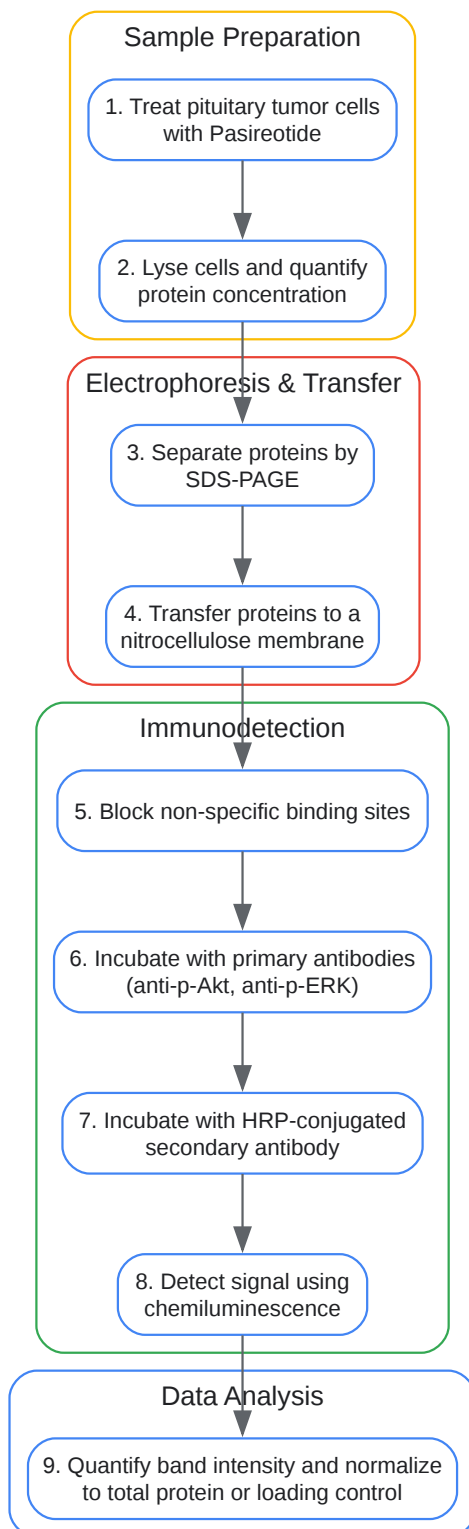 Sample Preparation
1. Treat pituitary tumor cells
with Pasireotide
2. Lyse cells and quantify
protein concentration
Electrophoresis & Transfer
3. Separate proteins by
SDS-PAGE
4. Transfer proteins to a
nitrocellulose membrane
Immunodetection
5. Block non-specific binding sites
6. Incubate with primary antibodies
(anti-p-Akt, anti-p-ERK)
7. Incubate with HRP-conjugated
secondary antibody
8. Detect signal using
chemiluminescence
Data Analysis
9. Quantify band intensity and normalize
to total protein or loading control